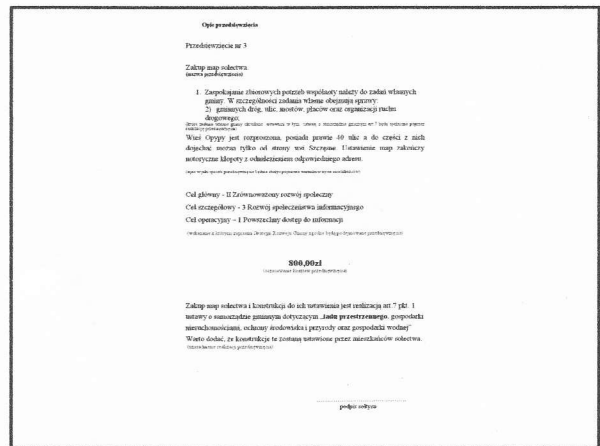 Opis przedsięwzięcia
Przedsięwzięcie nr 3
Zakup map sołectwa
(nazwa przedsięwzięcia)
1. Zaspokajanie zbiorowych potrzeb wspólnoty należy do zadań własnych
gminy. W szczególności zadania własne obejmują sprawy:
2) gminnych dróg, ulic, mostów, placów oraz organizacji ruchu
drogowego;
Wieś Opypy jest rozproszona, posiada prawie 40 ulic a do części z nich
dojechać można tylko od strony wsi Szczęsne. Ustawienie map zakończy
notoryczne kłopoty z odnalezieniem odpowiedniego adresu.
Cel główny - II Zrównoważony rozwój społeczny
Cel szczegółowy - 3 Rozwój społeczeństwa informacyjnego
Cel operacyjny – 1 Powszechny dostęp do informacji
800,00zł
(szacunkowe koszty przedsięwzięcia)
Zakup map sołectwa i konstrukcji do ich ustawienia jest realizacją art.7 pkt. 1
ustawy o samorządzie gminnym dotyczącym „ładu przestrzennego, gospodarki
nieruchomościami, ochrony środowiska i przyrody oraz gospodarki wodnej”
Warto dodać, że konstrukcje te zostaną ustawione przez mieszkańców sołectwa.
podpis sołtysa